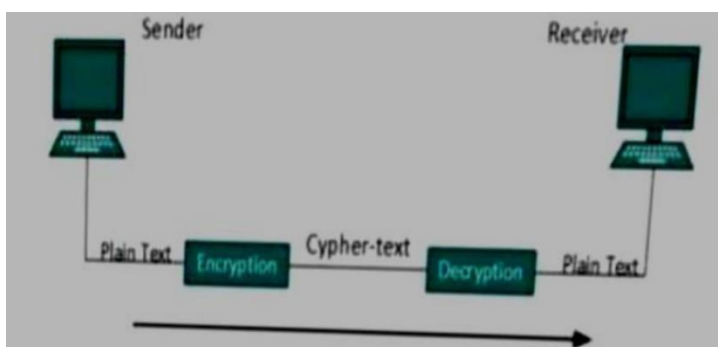 Sender
Receiver
Plain Text
Encryption
Cypher-text
Decryption
Plain Text